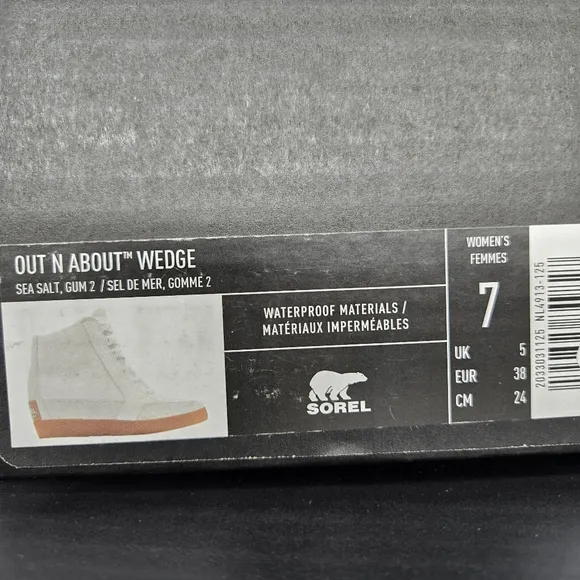 OUT N ABOUT™ WEDGE
SEA SALT, GUM 2 / SEL DE MER, GOMME 2
WATERPROOF MATERIALS /
MATÉRIAUX IMPERMÉABLES
SOREL
WOMEN'S
FEMMES
7
UK 5
EUR 38
CM 24
2033031125 NL4913-125